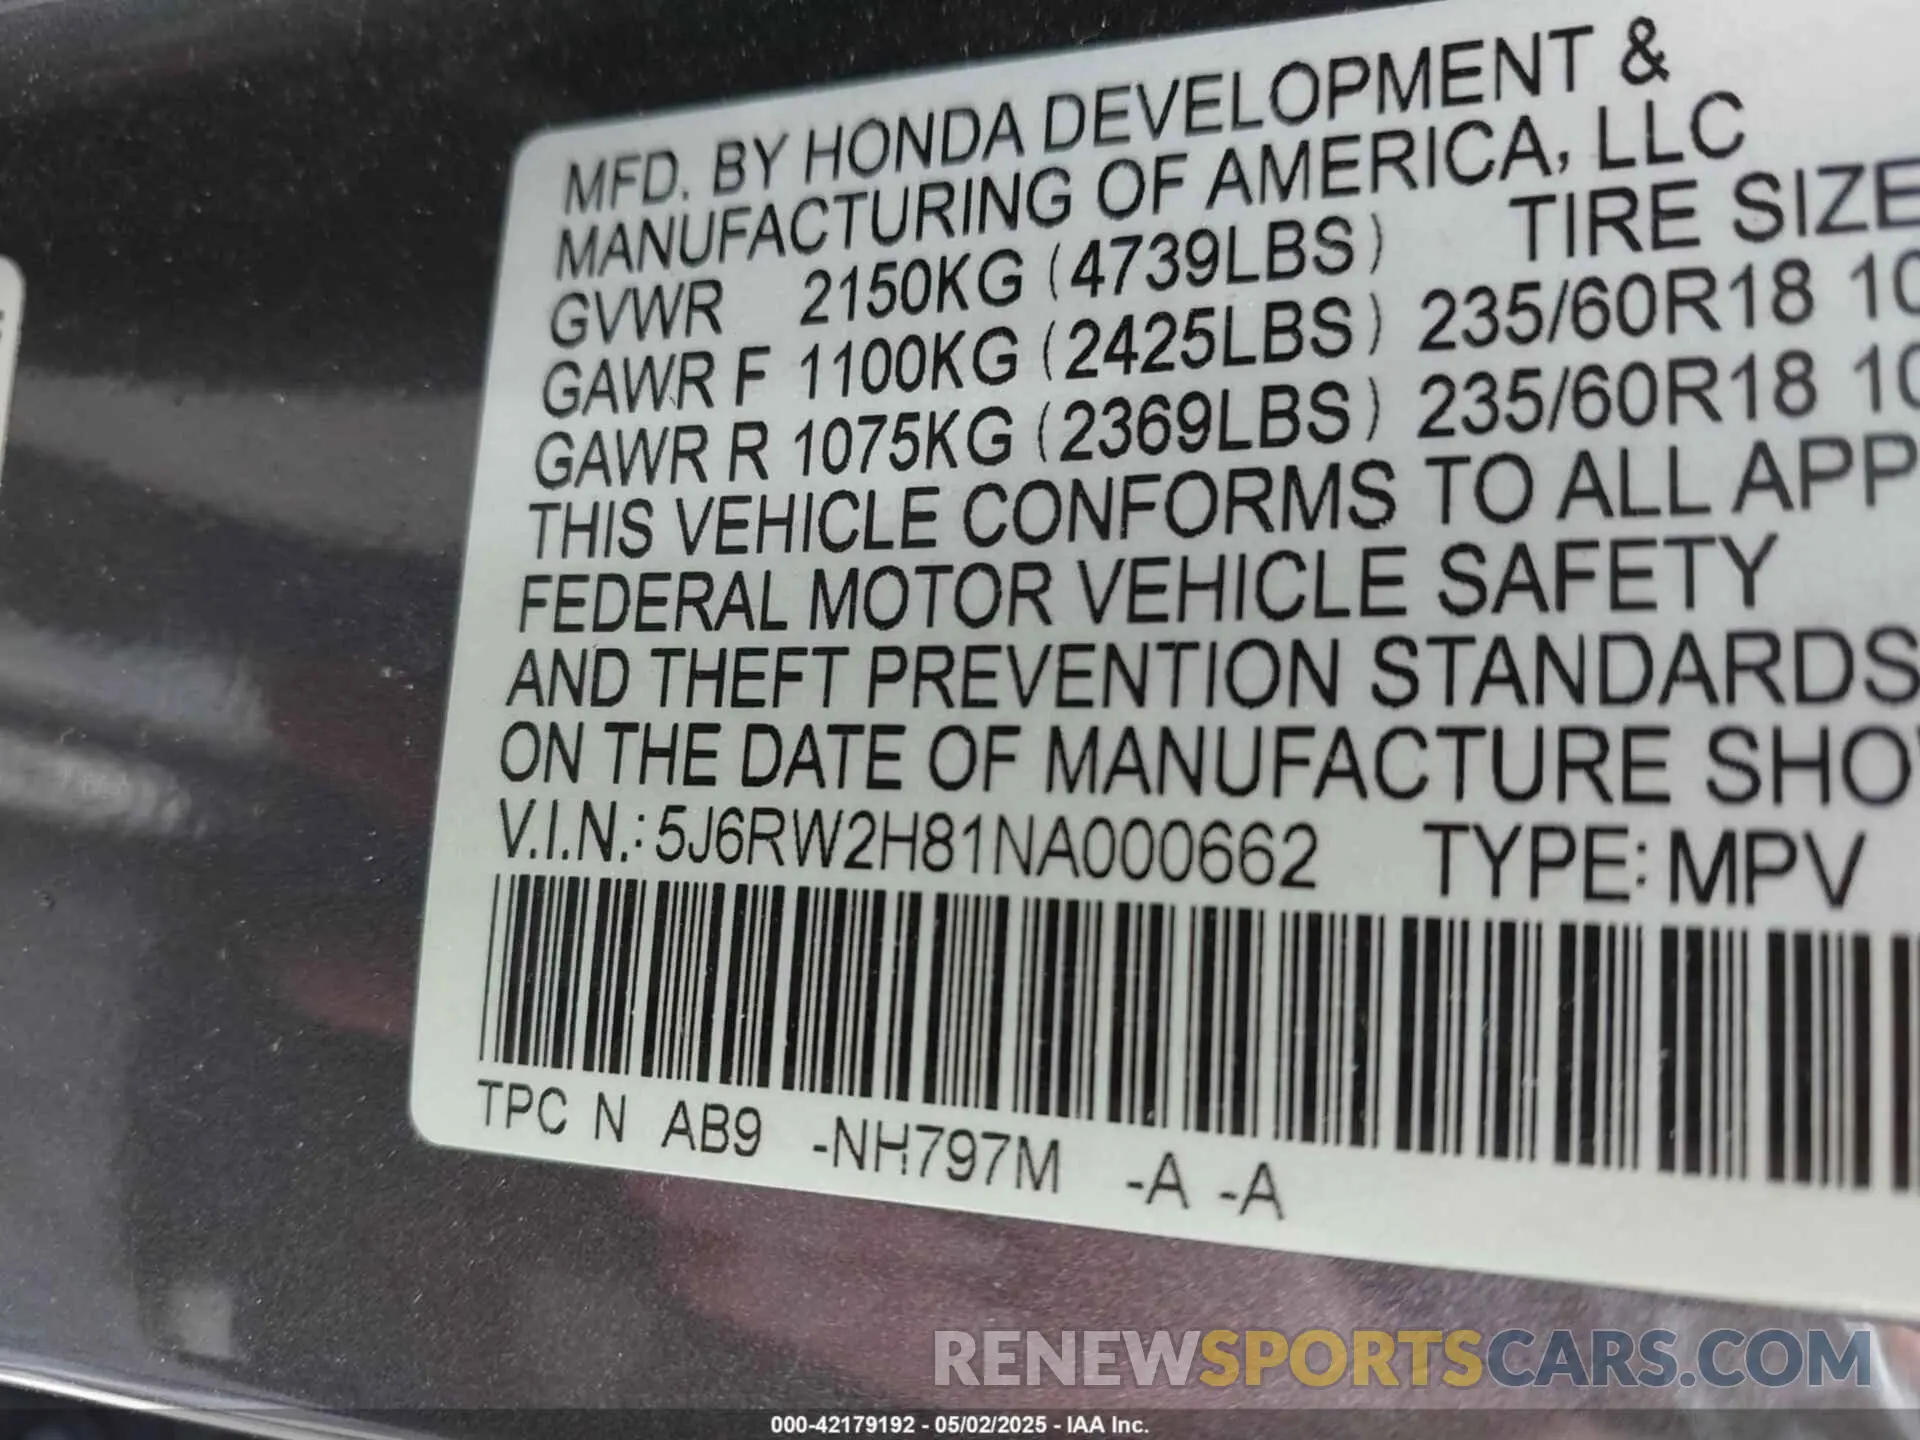 MFD. BY HONDA DEVELOPMENT &
MANUFACTURING OF AMERICA, LLC
GVWR 2150KG (4739LBS) TIRE SIZE
GAWR F 1100KG (2425LBS) 235/60R18 10
GAWR R 1075KG (2369LBS) 235/60R18 10
THIS VEHICLE CONFORMS TO ALL APP
FEDERAL MOTOR VEHICLE SAFETY
AND THEFT PREVENTION STANDARDS
ON THE DATE OF MANUFACTURE SHO
V.I.N.: 5J6RW2H81NA000662 TYPE: MPV
TPC N AB9 -NH797M -A -A
RENEWSPORTSCARS.COM
000-42179192 - 05/02/2025 - IAA Inc.